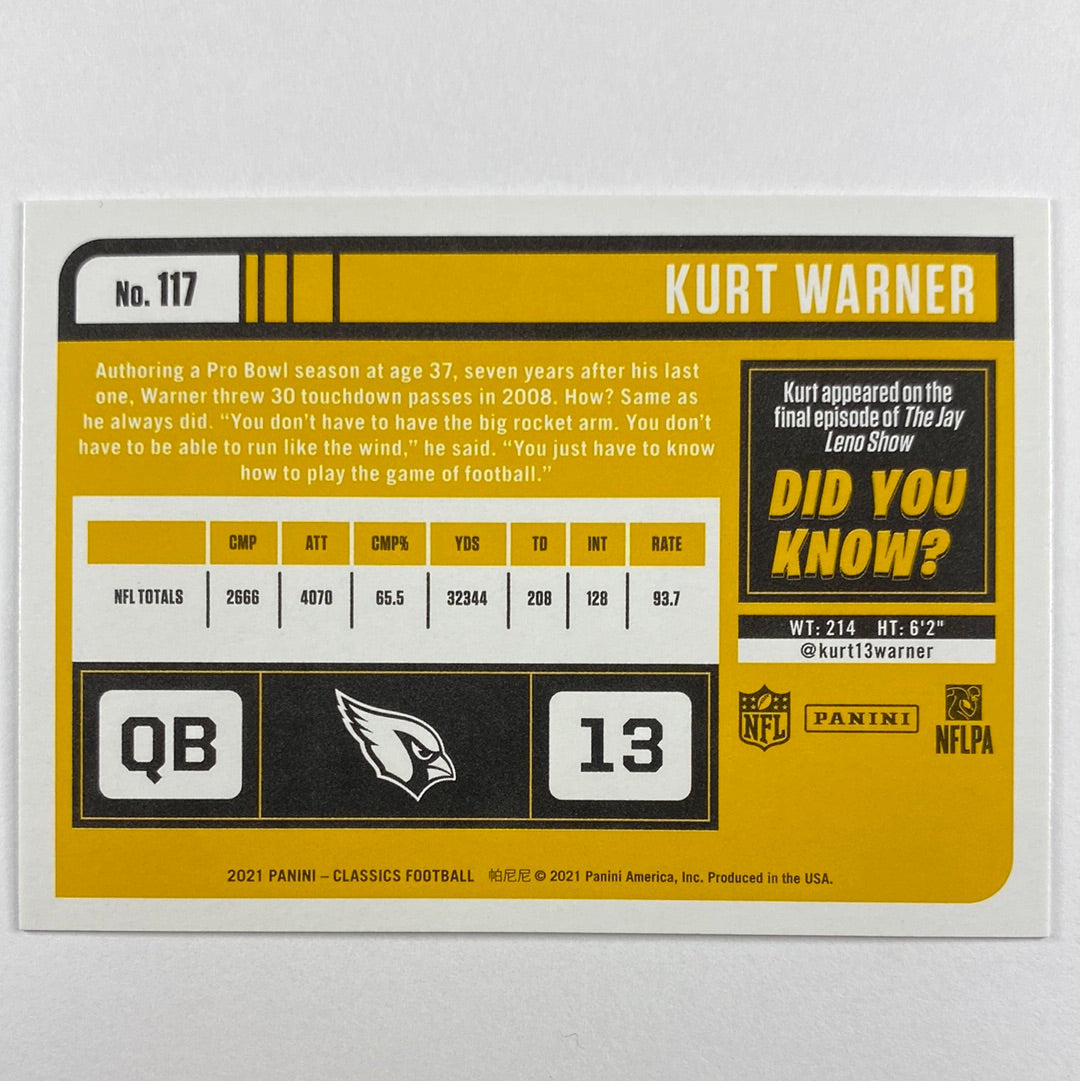 No. 117
KURT WARNER
Authoring a Pro Bowl season at age 37, seven years after his last
one, Warner threw 30 touchdown passes in 2008. How? Same as
he always did. “You don’t have to have the big rocket arm. You don’t
have to be able to run like the wind,” he said. “You just have to know
how to play the game of football.”
Kurt appeared on the
final episode of The Jay
Leno Show
DID YOU
KNOW?
CMP ATT CMP% YDS TD INT RATE
NFL TOTALS 2666 4070 65.5 32344 208 128 93.7
WT: 214 HT: 6'2"
@kurt13warner
QB
13
NFL
PANINI
NFLPA
2021 PANINI – CLASSICS FOOTBALL 帕尼尼 © 2021 Panini America, Inc. Produced in the USA.